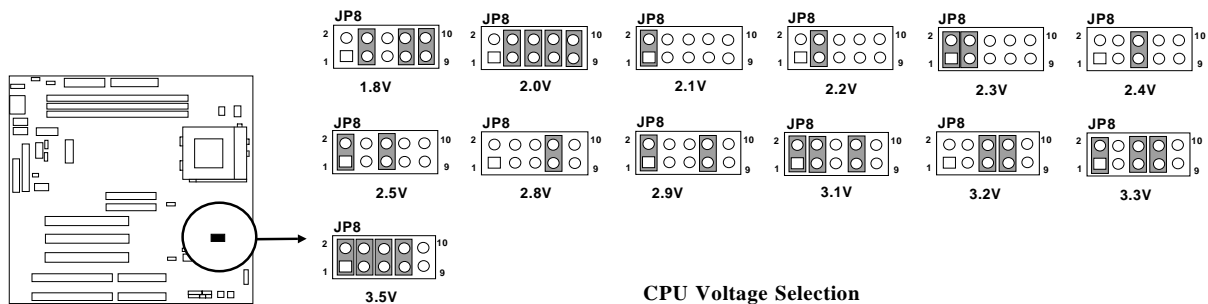 JP8 JP8 JP8 JP8 JP8 JP8
2 10 2 10 2 10 2 10 2 10 2 10
1 9 1 9 1 9 1 9 1 9 1 9
1.8V 2.0V 2.1V 2.2V 2.3V 2.4V
JP8 JP8 JP8 JP8 JP8 JP8
2 10 2 10 2 10 2 10 2 10 2 10
1 9 1 9 1 9 1 9 1 9 1 9
2.5V 2.8V 2.9V 3.1V 3.2V 3.3V
JP8
2 10
1 9
3.5V
CPU Voltage Selection